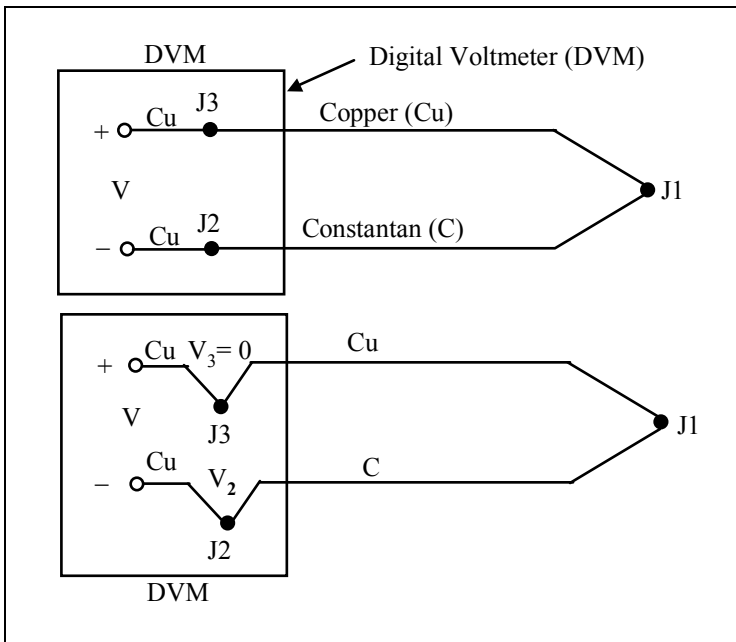 DVM
Digital Voltmeter (DVM)
+ Cu J3 Copper (Cu)
V J1
− Cu J2 Constantan (C)
+ Cu V₃= 0 Cu
V J3 J1
− Cu V₂ C
J2
DVM